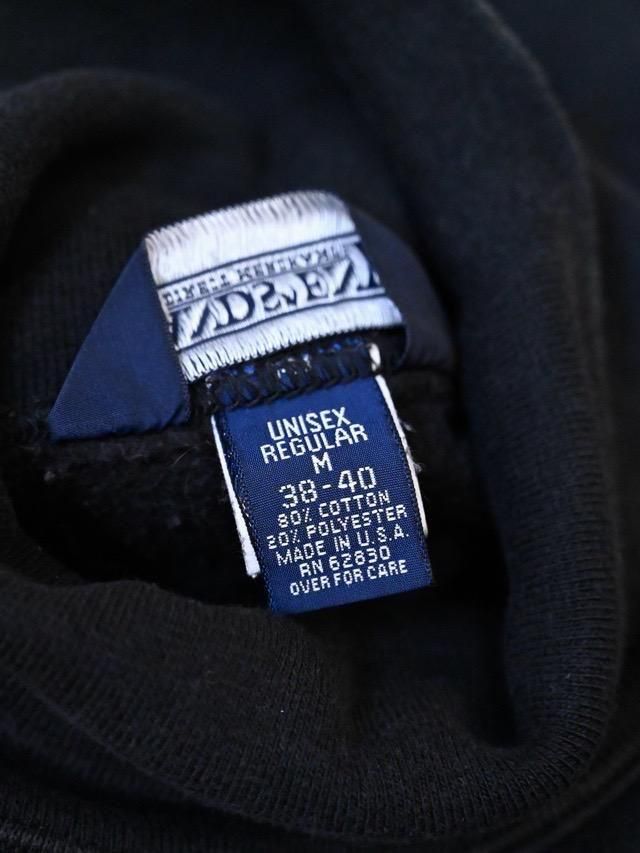 UNISEX
REGULAR
M
38-40
80% COTTON
20% POLYESTER
MADE IN U.S.A.
RN 62830
OVER FOR CARE